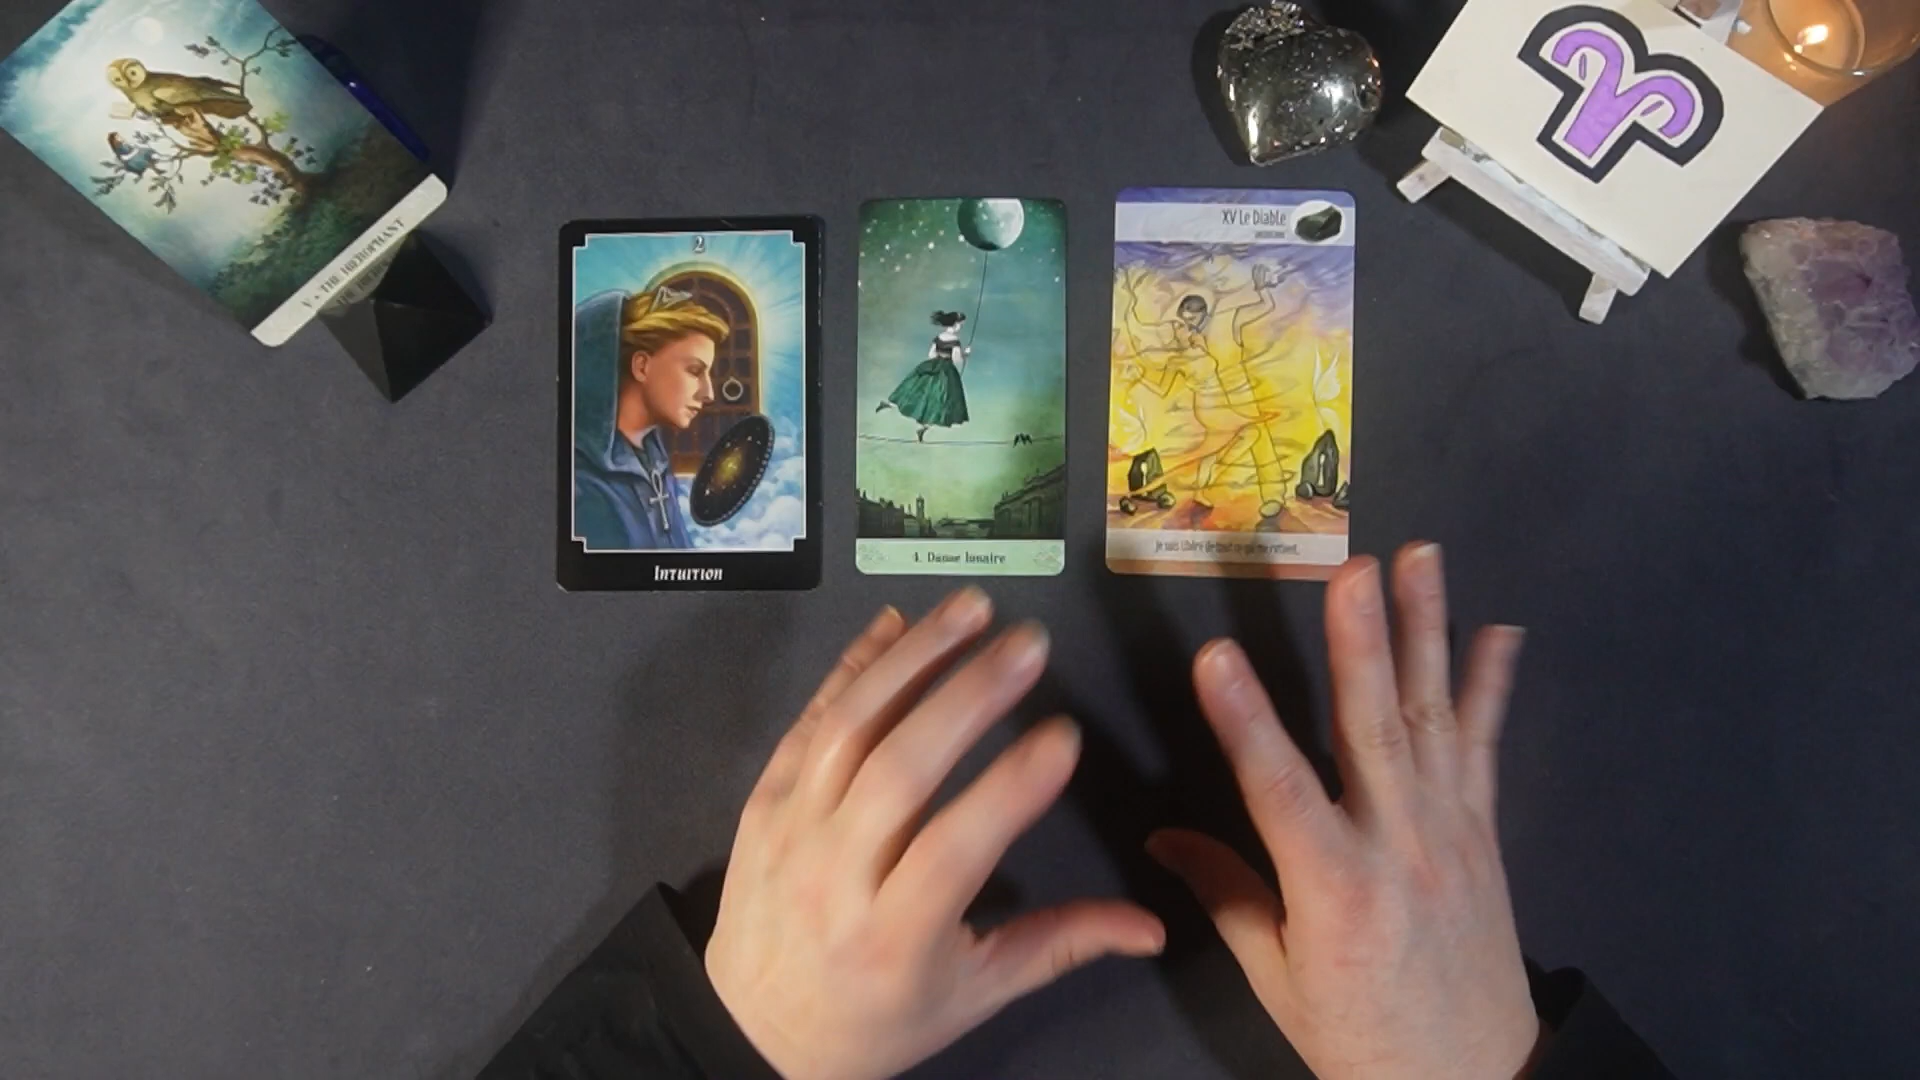 V • THE HIEROPHANT
2
INTUITION
4. Danse lunaire
XV Le Diable
Je suis libéré de tout ce qui me retient.